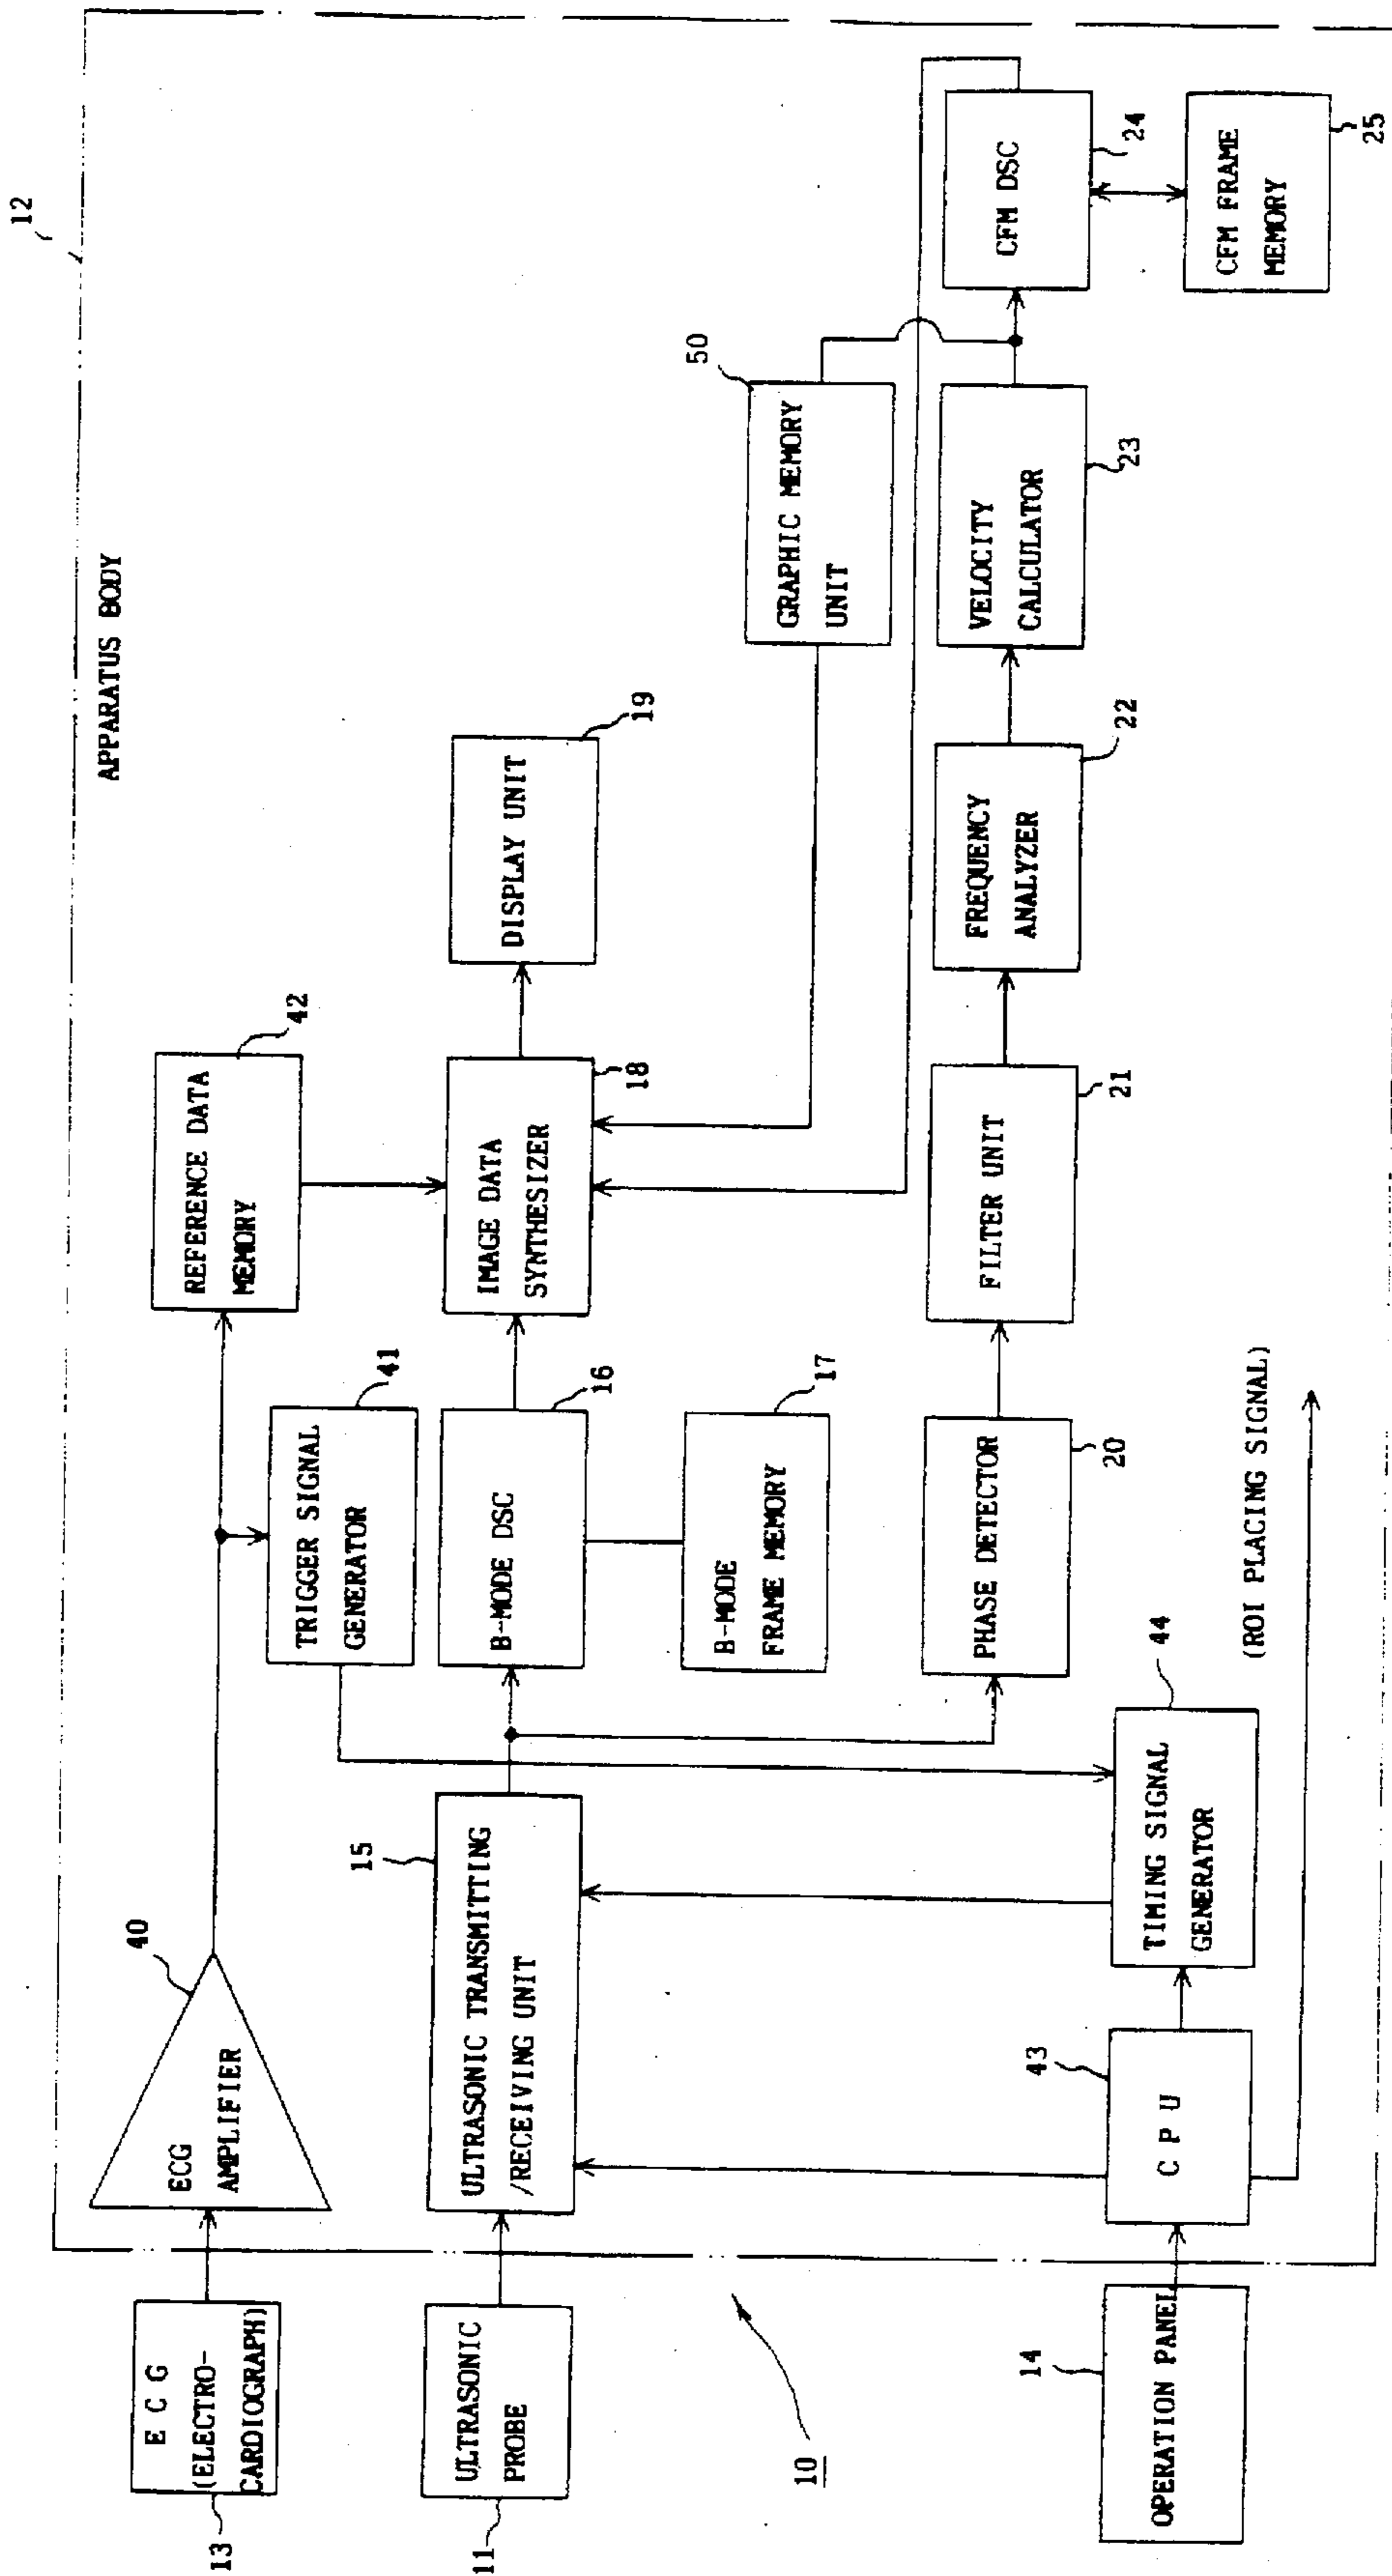 12
APPARATUS BODY
13
E C G
(ELECTRO-
CARDIOGRAPH)
40
ECG
AMPLIFIER
41
TRIGGER SIGNAL
GENERATOR
42
REFERENCE DATA
MEMORY
11
ULTRASONIC
PROBE
15
ULTRASONIC TRANSMITTING
/RECEIVING UNIT
16
B-MODE DSC
17
B-MODE
FRAME MEMORY
18
IMAGE DATA
SYNTHESIZER
19
DISPLAY UNIT
50
GRAPHIC MEMORY
UNIT
10
20
PHASE DETECTOR
21
FILTER UNIT
22
FREQUENCY
ANALYZER
23
VELOCITY
CALCULATOR
24
CFM DSC
25
CFM FRAME
MEMORY
14
OPERATION PANEL
43
C P U
44
TIMING SIGNAL
GENERATOR
(ROI PLACING SIGNAL)